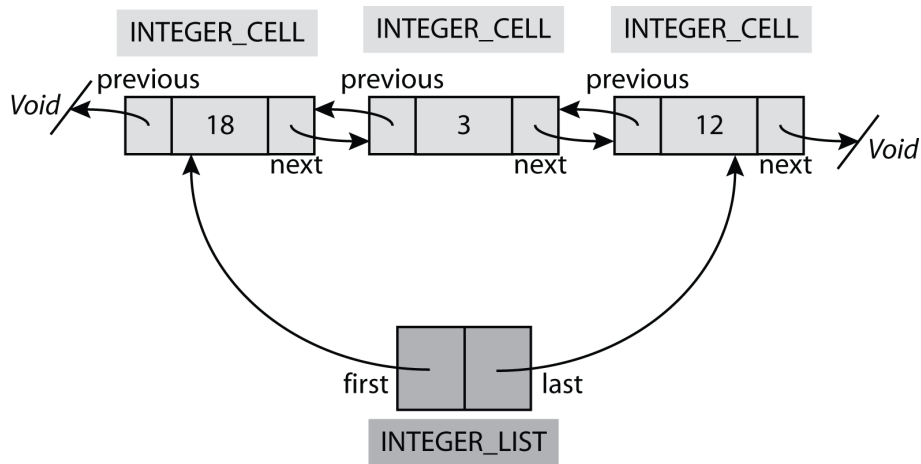 INTEGER_CELL INTEGER_CELL INTEGER_CELL
previous previous previous
Void 18 3 12 Void
next next next
first last
INTEGER_LIST